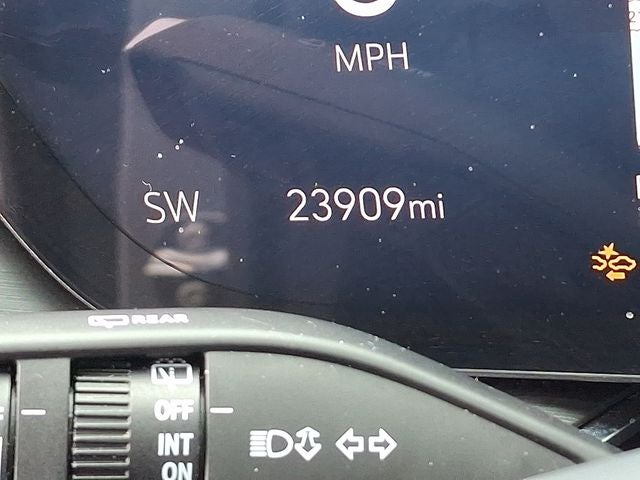 MPH
SW
23909mi
REAR
OFF
INT
ON